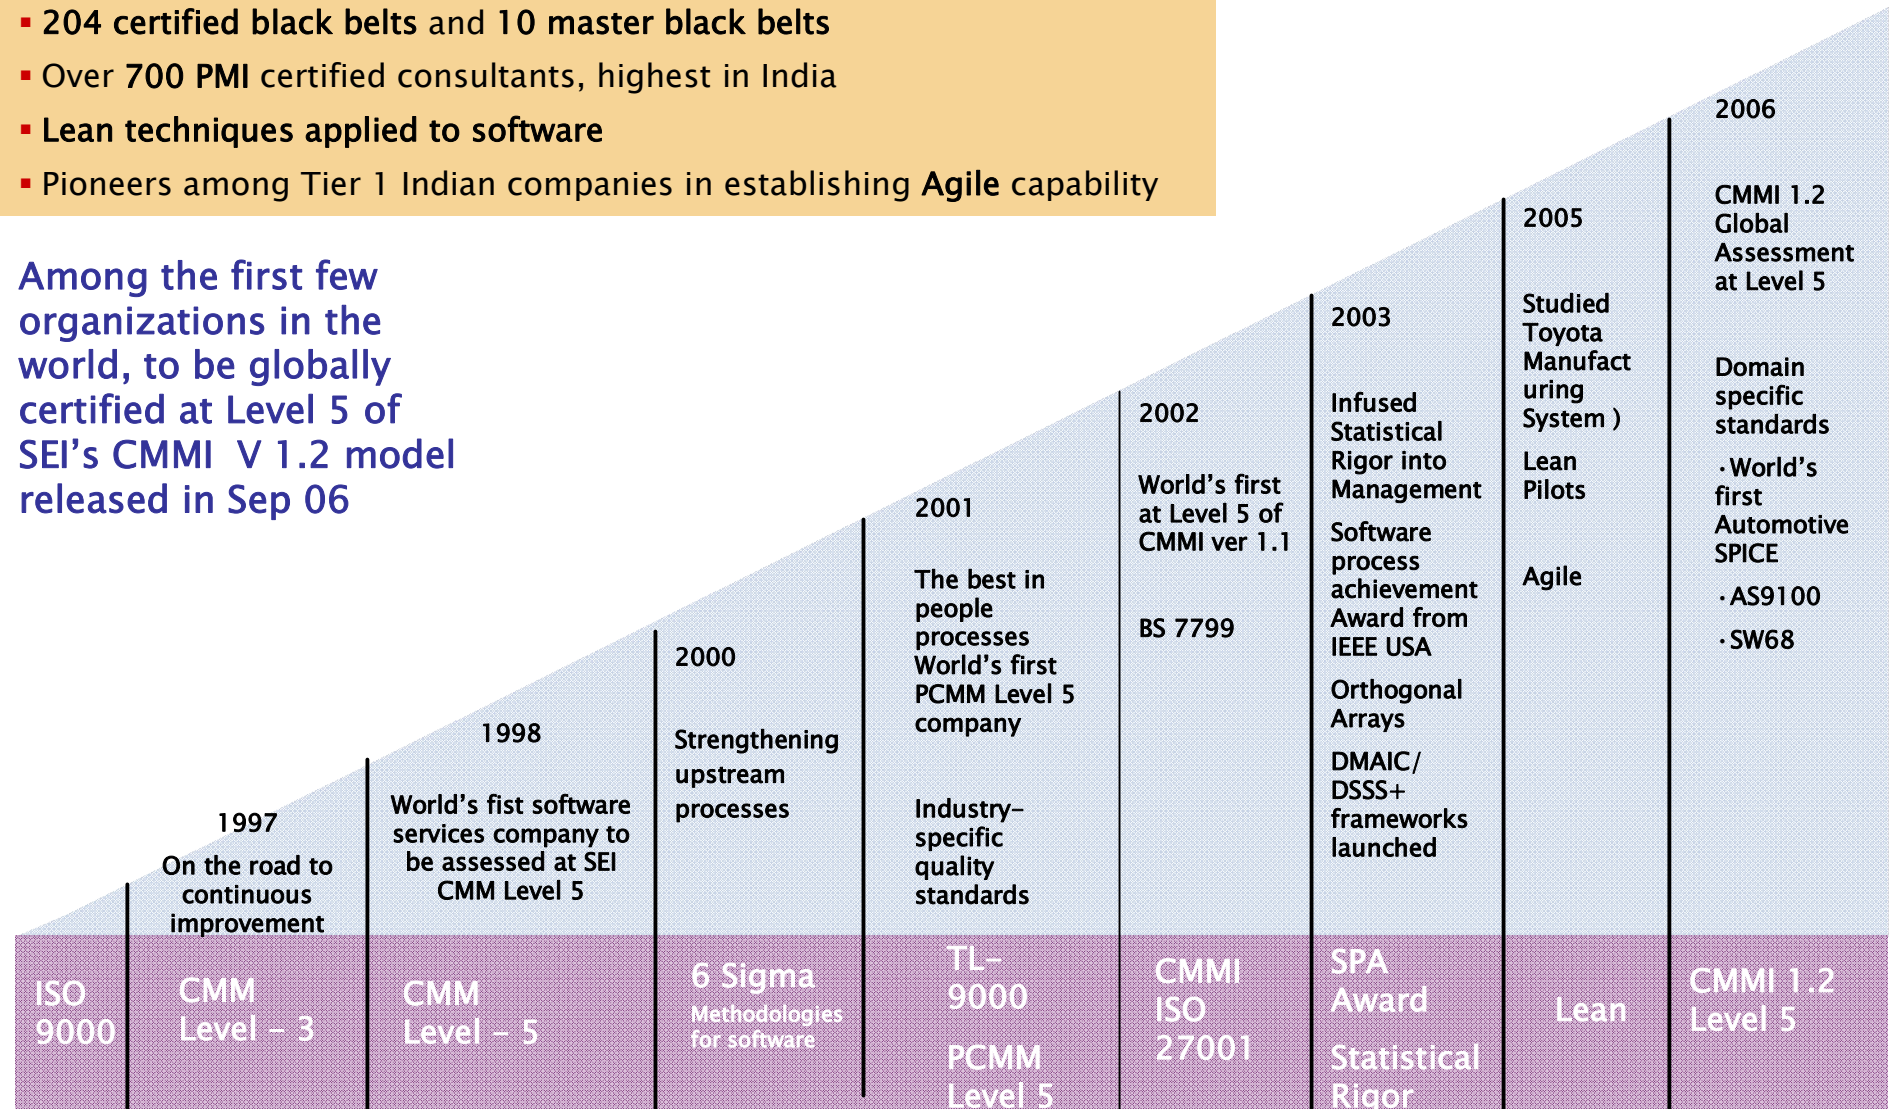 ▪ 204 certified black belts and 10 master black belts
▪ Over 700 PMI certified consultants, highest in India
▪ Lean techniques applied to software
▪ Pioneers among Tier 1 Indian companies in establishing Agile capability
Among the first few
organizations in the
world, to be globally
certified at Level 5 of
SEI’s CMMI  V 1.2 model
released in Sep 06
1997
On the road to
continuous
improvement
1998
World’s fist software
services company to
be assessed at SEI
CMM Level 5
2000
Strengthening
upstream
processes
2001
The best in
people
processes
World’s first
PCMM Level 5
company
Industry-
specific
quality
standards
2002
World’s first
at Level 5 of
CMMI ver 1.1
BS 7799
2003
Infused
Statistical
Rigor into
Management
Software
process
achievement
Award from
IEEE USA
Orthogonal
Arrays
DMAIC/
DSSS+
frameworks
launched
2005
Studied
Toyota
Manufact
uring
System )
Lean
Pilots
Agile
2006
CMMI 1.2
Global
Assessment
at Level 5
Domain
specific
standards
·World’s
first
Automotive
SPICE
·AS9100
·SW68
ISO
9000
CMM
Level - 3
CMM
Level - 5
6 Sigma
Methodologies
for software
TL-
9000
PCMM
Level 5
CMMI
ISO
27001
SPA
Award
Statistical
Rigor
Lean
CMMI 1.2
Level 5